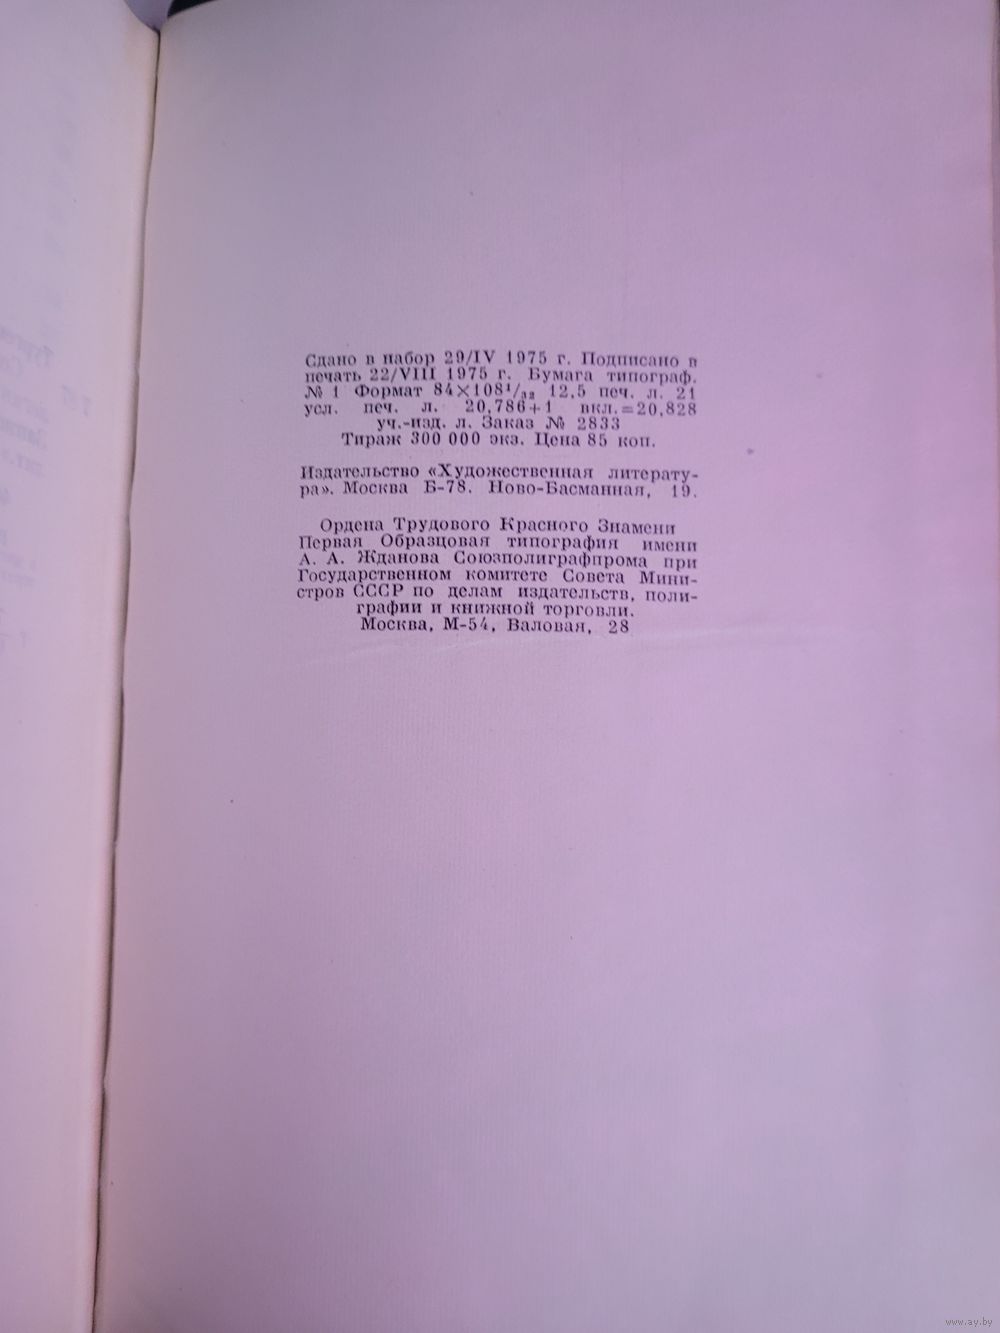 Сдано в набор 29/IV 1975 г. Подписано в
печать 22/VIII 1975 г. Бумага типограф.
№ 1 Формат 84×108¹/₃₂ 12,5 печ. л. 21
усл. печ. л. 20,786+1 вкл.=20,828
уч.-изд. л. Заказ № 2833
Тираж 300 000 экз. Цена 85 коп.
Издательство «Художественная литерату-
ра». Москва Б-78. Ново-Басманная, 19.
Ордена Трудового Красного Знамени
Первая Образцовая типография имени
А. А. Жданова Союзполиграфпрома при
Государственном комитете Совета Мини-
стров СССР по делам издательств, поли-
графии и книжной торговли.
Москва, М-54, Валовая, 28
www.ay.by